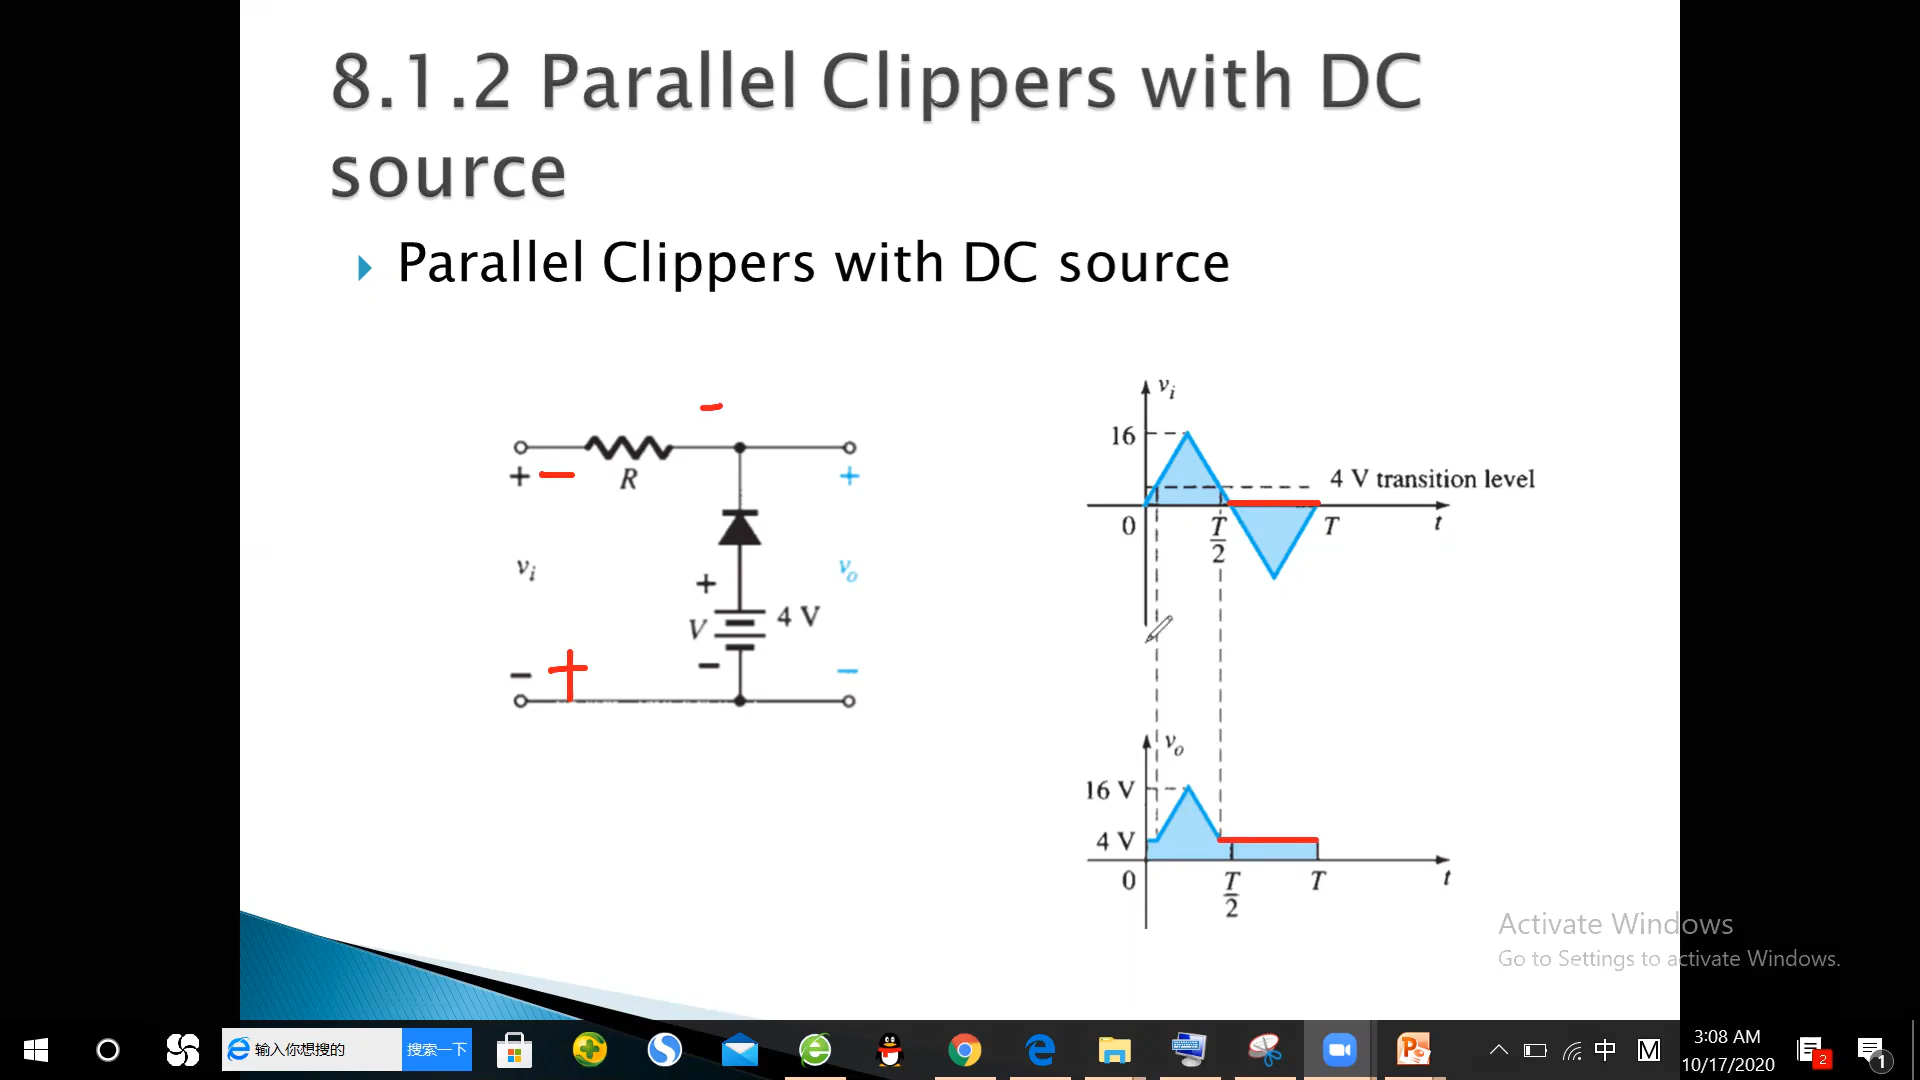 8.1.2 Parallel Clippers with DC
source
Parallel Clippers with DC source
−
+ − R +
vi
+
V
4 V
vo
− + − −
vi
16
4 V transition level
0 T/2 T t
vo
16 V
4 V
0 T/2 T t
Activate Windows
Go to Settings to activate Windows.
输入你想搜的 搜索一下
中 M 3:08 AM
10/17/2020 2 1